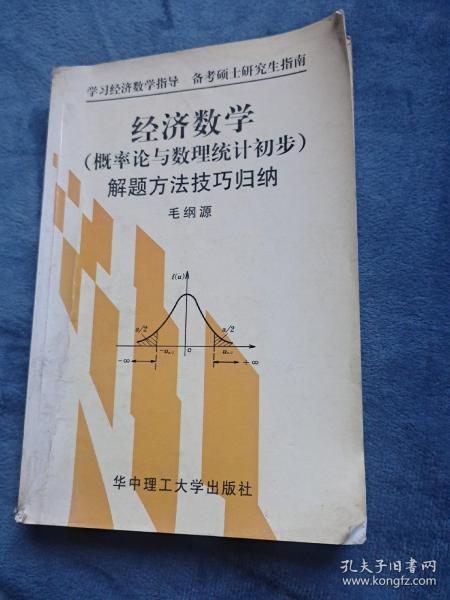 学习经济数学指导 备考硕士研究生指南
经济数学
(概率论与数理统计初步)
解题方法技巧归纳
毛纲源
f(u)
α/2
α/2
0
-∞
+∞
华中理工大学出版社
孔夫子旧书网
www.kongfz.com